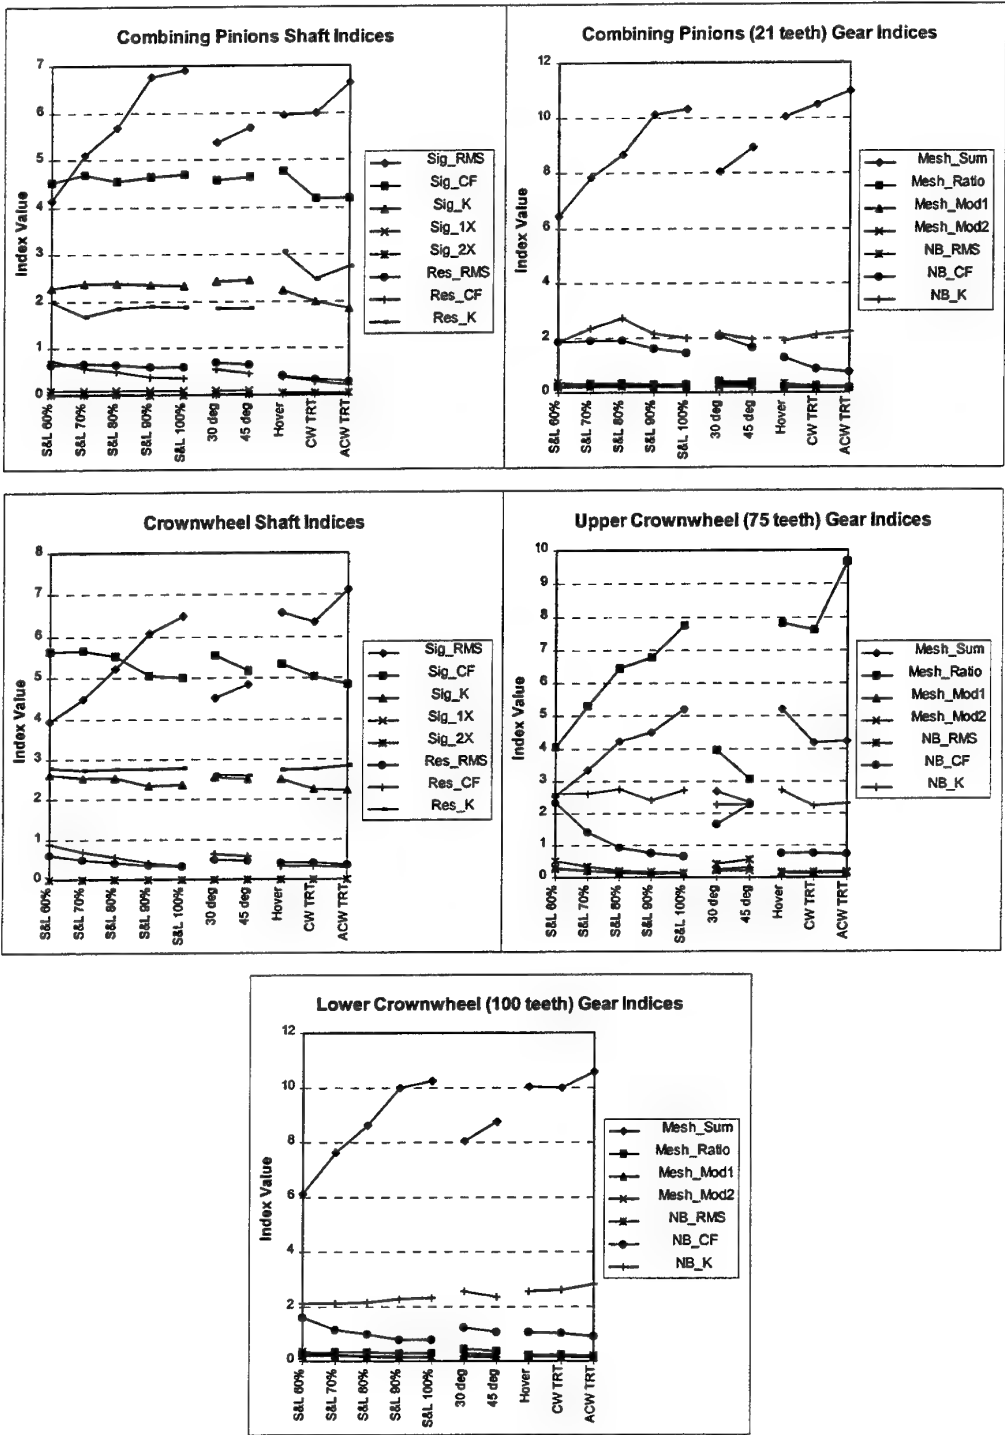 Combining Pinions Shaft Indices
7
6
5
4
3
2
1
0
Index Value
S&L 60%
S&L 70%
S&L 80%
S&L 90%
S&L 100%
30 deg
45 deg
Hover
CW TRT
ACW TRT
Sig_RMS
Sig_CF
Sig_K
Sig_1X
Sig_2X
Res_RMS
Res_CF
Res_K
Combining Pinions (21 teeth) Gear Indices
12
10
8
6
4
2
0
Index Value
S&L 60%
S&L 70%
S&L 80%
S&L 90%
S&L 100%
30 deg
45 deg
Hover
CW TRT
ACW TRT
Mesh_Sum
Mesh_Ratio
Mesh_Mod1
Mesh_Mod2
NB_RMS
NB_CF
NB_K
Crownwheel Shaft Indices
8
7
6
5
4
3
2
1
0
Index Value
S&L 60%
S&L 70%
S&L 80%
S&L 90%
S&L 100%
30 deg
45 deg
Hover
CW TRT
ACW TRT
Sig_RMS
Sig_CF
Sig_K
Sig_1X
Sig_2X
Res_RMS
Res_CF
Res_K
Upper Crownwheel (75 teeth) Gear Indices
10
9
8
7
6
5
4
3
2
1
0
Index Value
S&L 60%
S&L 70%
S&L 80%
S&L 90%
S&L 100%
30 deg
45 deg
Hover
CW TRT
ACW TRT
Mesh_Sum
Mesh_Ratio
Mesh_Mod1
Mesh_Mod2
NB_RMS
NB_CF
NB_K
Lower Crownwheel (100 teeth) Gear Indices
12
10
8
6
4
2
0
Index Value
S&L 60%
S&L 70%
S&L 80%
S&L 90%
S&L 100%
30 deg
45 deg
Hover
CW TRT
ACW TRT
Mesh_Sum
Mesh_Ratio
Mesh_Mod1
Mesh_Mod2
NB_RMS
NB_CF
NB_K